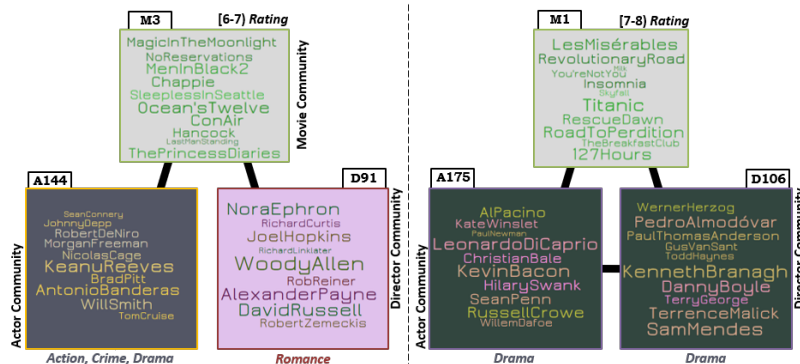 M3
[6-7) Rating
MagicInTheMoonlight
NoReservations
MenInBlack2
Chappie
SleeplessInSeattle
Ocean'sTwelve
ConAir
Hancock
LastManStanding
ThePrincessDiaries
Movie Community
A144
SeanConnery
JohnnyDepp
RobertDeNiro
MorganFreeman
NicolasCage
KeanuReeves
BradPitt
AntonioBanderas
WillSmith
TomCruise
Actor Community
Action, Crime, Drama
D91
NoraEphron
RichardCurtis
JoelHopkins
RichardLinklater
WoodyAllen
RobReiner
AlexanderPayne
DavidRussell
RobertZemeckis
Director Community
Romance
M1
[7-8) Rating
LesMisérables
RevolutionaryRoad
Milk
You'reNotYou
Insomnia
Skyfall
Titanic
RescueDawn
RoadToPerdition
TheBreakfastClub
127Hours
A175
AlPacino
KateWinslet
PaulNewman
LeonardoDiCaprio
ChristianBale
KevinBacon
HilarySwank
SeanPenn
RussellCrowe
WillemDafoe
Actor Community
Drama
D106
WernerHerzog
PedroAlmodóvar
PaulThomasAnderson
GusVanSant
ToddHaynes
KennethBranagh
DannyBoyle
TerryGeorge
TerrenceMalick
SamMendes
Director Community
Drama